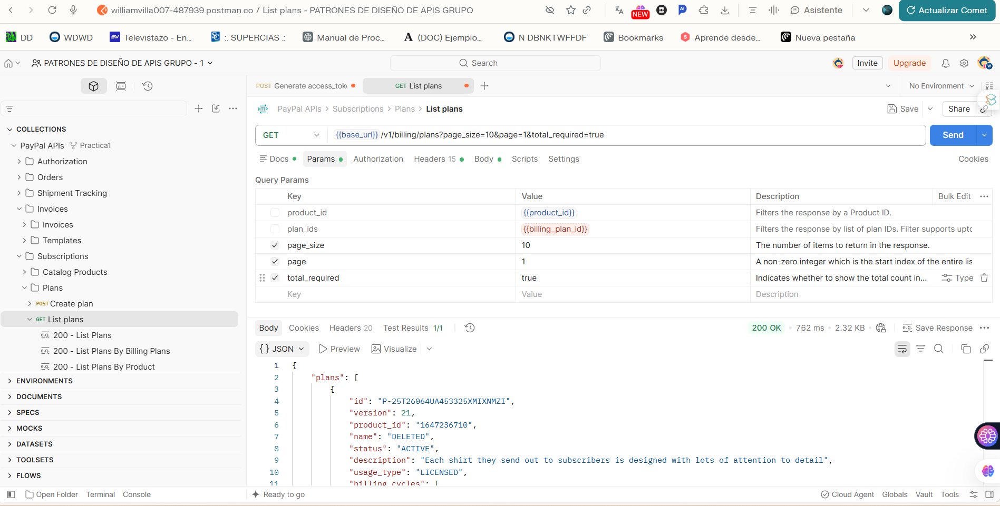 williamvilla007-487939.postman.co / List plans - PATRONES DE DISEÑO DE APIS GRUPO
NEW
AI
Asistente
Actualizar Comet
DD
WDWD
Televistazo - En...
:. SUPERCIAS .:
Manual de Proc...
(DOC) Ejemplo...
N DBNKTWFFDF
Bookmarks
Aprende desde...
Nueva pestaña
PATRONES DE DISEÑO DE APIS GRUPO - 1
Search
Invite
Upgrade
POST Generate access_tok
GET List plans
No Environment
HTTP
PayPal APIs > Subscriptions > Plans > List plans
Save
Share
COLLECTIONS
PayPal APIs Practica1
Authorization
Orders
Shipment Tracking
Invoices
Invoices
Templates
Subscriptions
Catalog Products
Plans
POST Create plan
GET List plans
e.g. 200 - List Plans
e.g. 200 - List Plans By Billing Plans
e.g. 200 - List Plans By Product
ENVIRONMENTS
DOCUMENTS
SPECS
MOCKS
DATASETS
TOOLSETS
FLOWS
GET
{{base_url}} /v1/billing/plans?page_size=10&page=1&total_required=true
Send
Docs
Params
Authorization
Headers 15
Body
Scripts
Settings
Cookies
Query Params
Key Value Description Bulk Edit
product_id {{product_id}} Filters the response by a Product ID.
plan_ids {{billing_plan_id}} Filters the response by list of plan IDs. Filter supports upto
page_size 10 The number of items to return in the response.
page 1 A non-zero integer which is the start index of the entire lis
total_required true Indicates whether to show the total count in... Type
Key Value Description
Body
Cookies
Headers 20
Test Results 1/1
200 OK
762 ms
2.32 KB
e.g. Save Response
{} JSON
Preview
Visualize
1 {
2 "plans": [
3 {
4 "id": "P-25T26064UA453325XMIXNMZI",
5 "version": 21,
6 "product_id": "1647236710",
7 "name": "DELETED",
8 "status": "ACTIVE",
9 "description": "Each shirt they send out to subscribers is designed with lots of attention to detail",
10 "usage_type": "LICENSED",
11 "billing_cycles": [
Open Folder
Terminal
Console
Ready to go
Cloud Agent
Globals
Vault
Tools